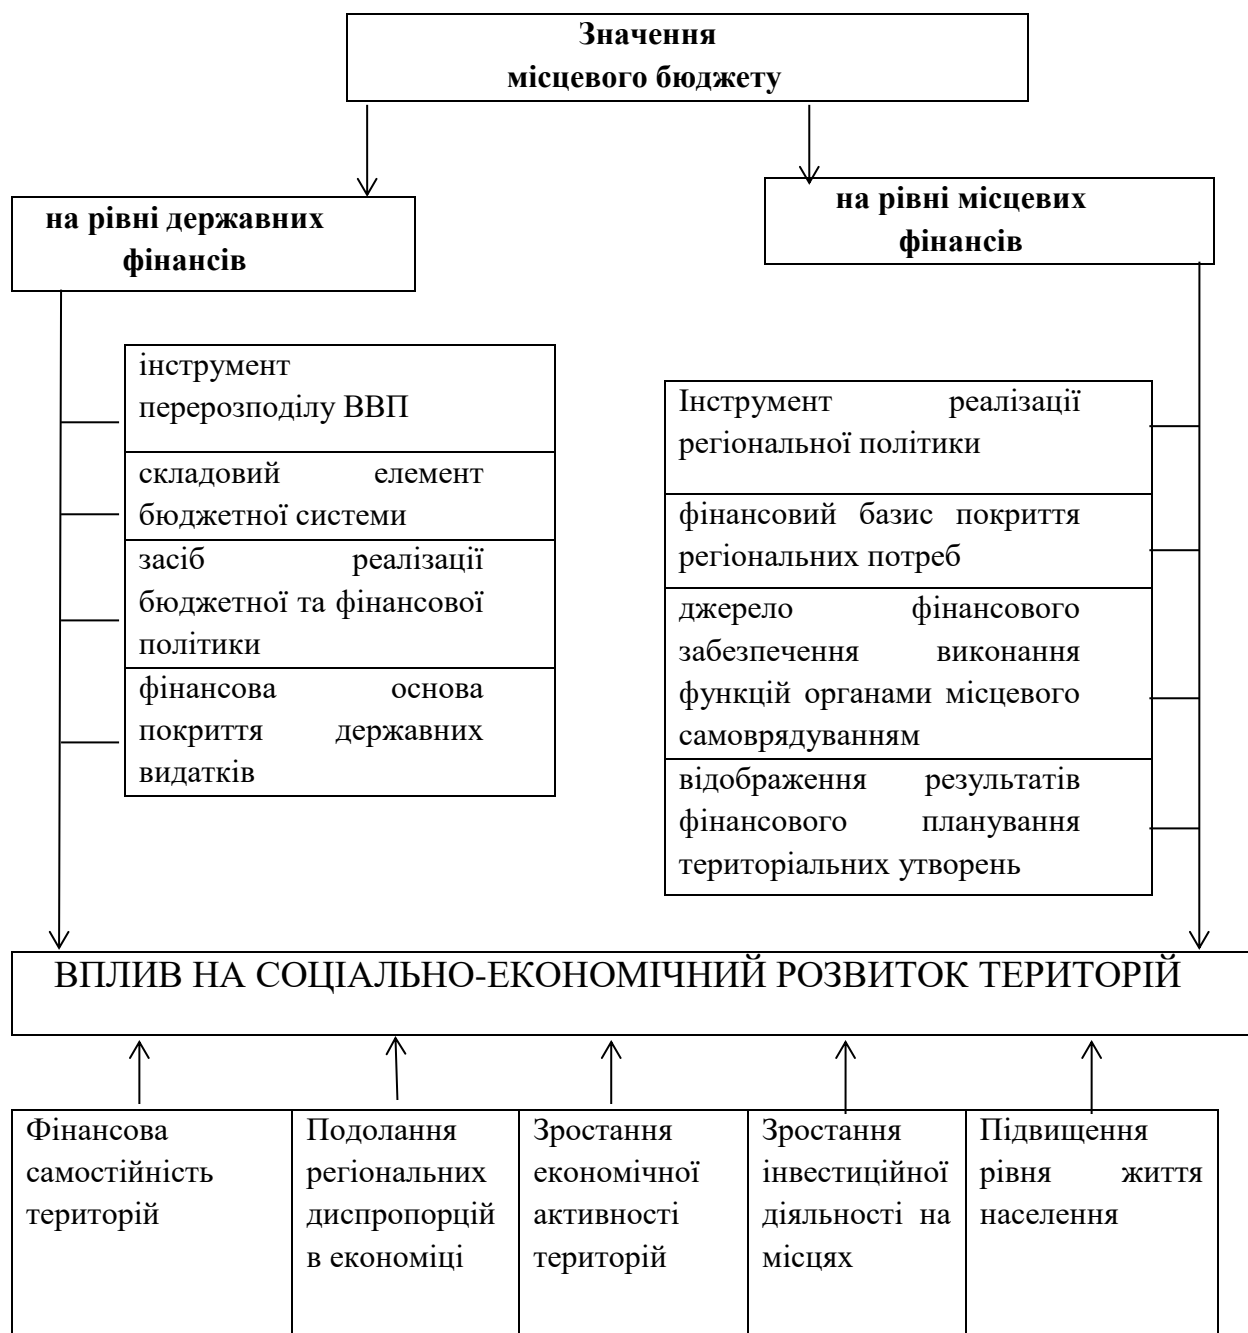 Значення
місцевого бюджету
на рівні державних
фінансів
на рівні місцевих
фінансів
інструмент
перерозподілу ВВП
складовий елемент
бюджетної системи
засіб реалізації
бюджетної та фінансової
політики
фінансова основа
покриття державних
видатків
Інструмент реалізації
регіональної політики
фінансовий базис покриття
регіональних потреб
джерело фінансового
забезпечення виконання
функцій органами місцевого
самоврядуванням
відображення результатів
фінансового планування
територіальних утворень
ВПЛИВ НА СОЦІАЛЬНО-ЕКОНОМІЧНИЙ РОЗВИТОК ТЕРИТОРІЙ
Фінансова
самостійність
територій
Подолання
регіональних
диспропорцій
в економіці
Зростання
економічної
активності
територій
Зростання
інвестиційної
діяльності на
місцях
Підвищення
рівня життя
населення